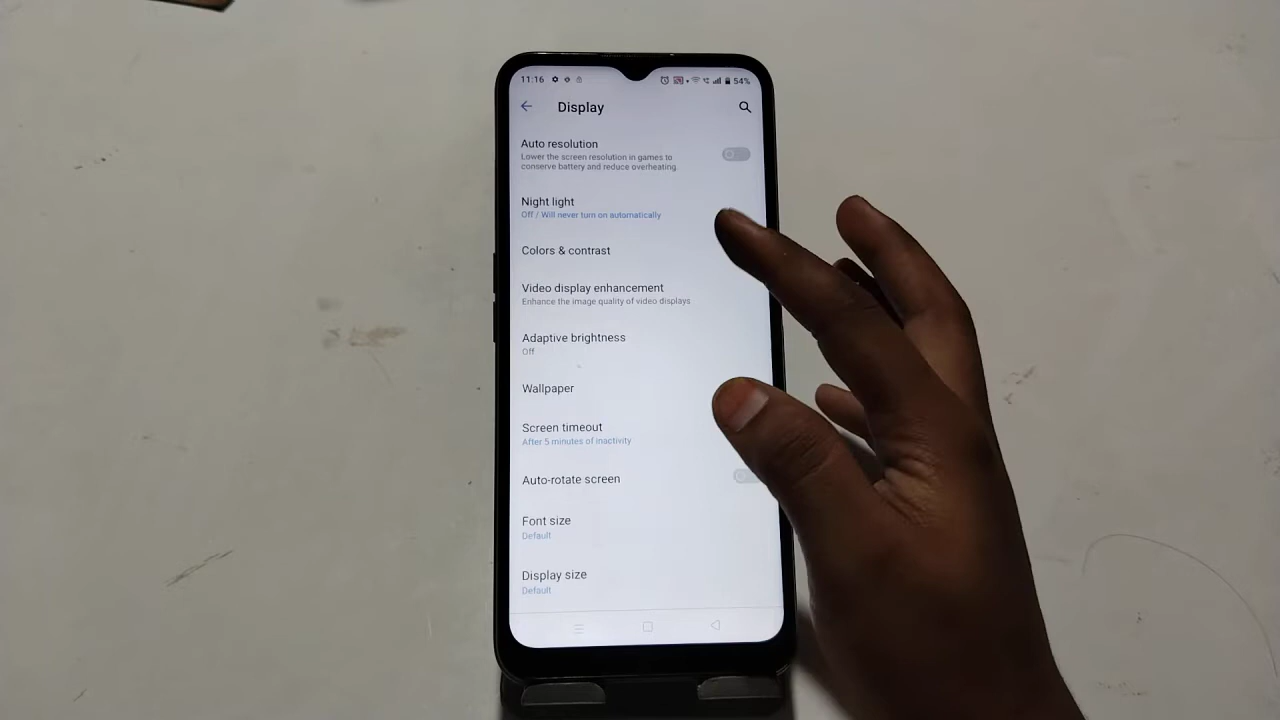 11:16
54%
Display
Auto resolution
Lower the screen resolution in games to
conserve battery and reduce overheating.
Night light
Off / Will never turn on automatically
Colors & contrast
Video display enhancement
Enhance the image quality of video displays
Adaptive brightness
Off
Wallpaper
Screen timeout
After 5 minutes of inactivity
Auto-rotate screen
Font size
Default
Display size
Default